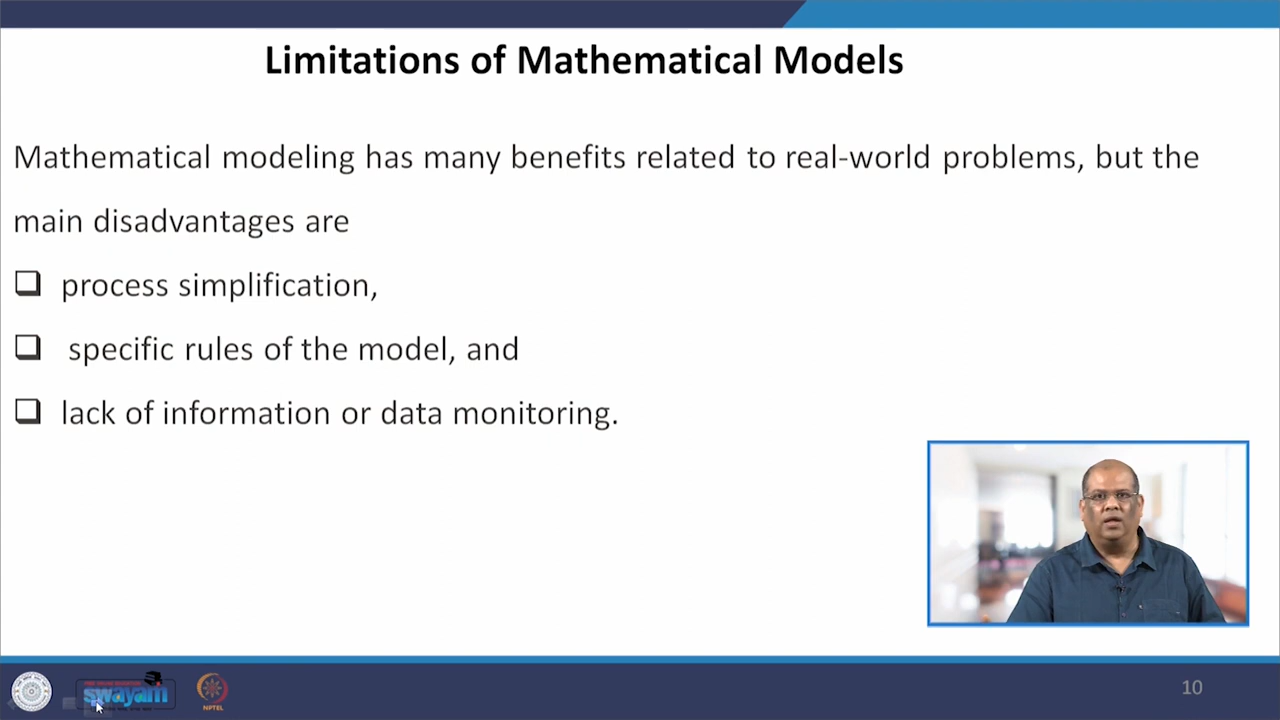 Limitations of Mathematical Models
Mathematical modeling has many benefits related to real-world problems, but the
main disadvantages are
❑ process simplification,
❑ specific rules of the model, and
❑ lack of information or data monitoring.
swayam
NPTEL
10